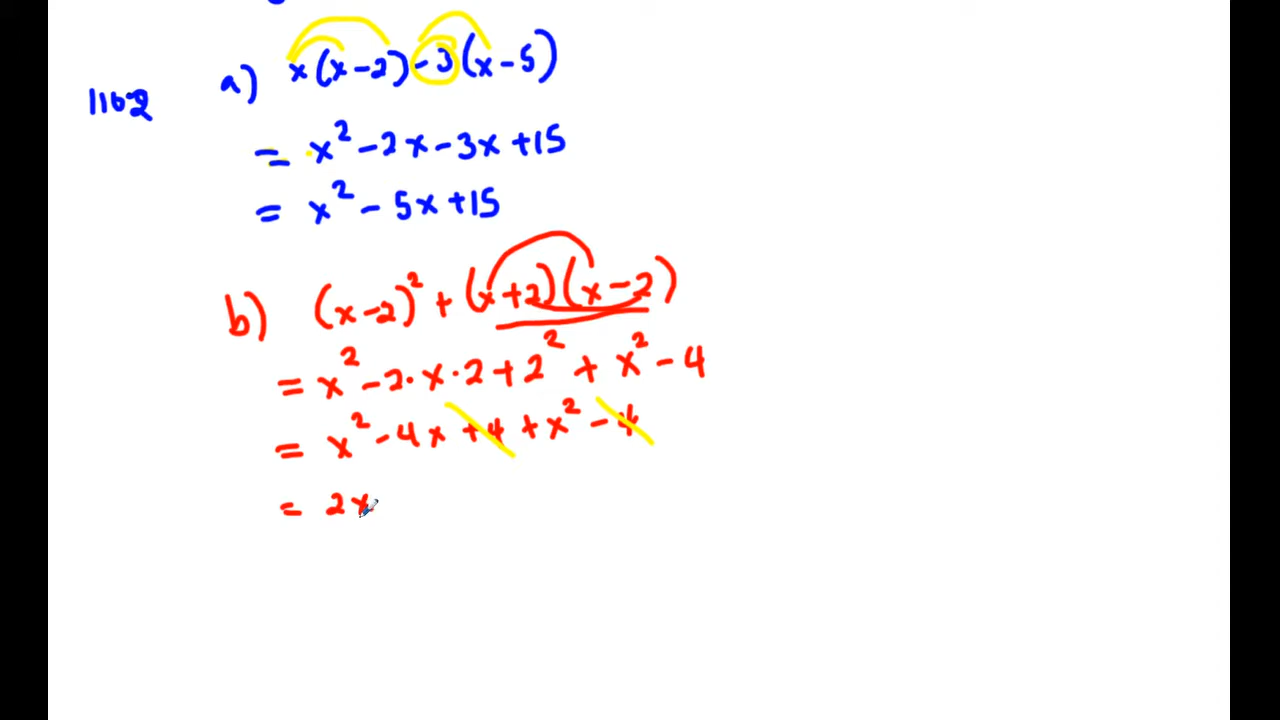 1162 a) x(x-2)-3(x-5)
= x² -2x-3x+15
= x² - 5x+15
b) (x-2)² + (x+2)(x-2)
= x² -2·x·2+2² + x² - 4
= x² -4x +4 +x² -4
= 2x